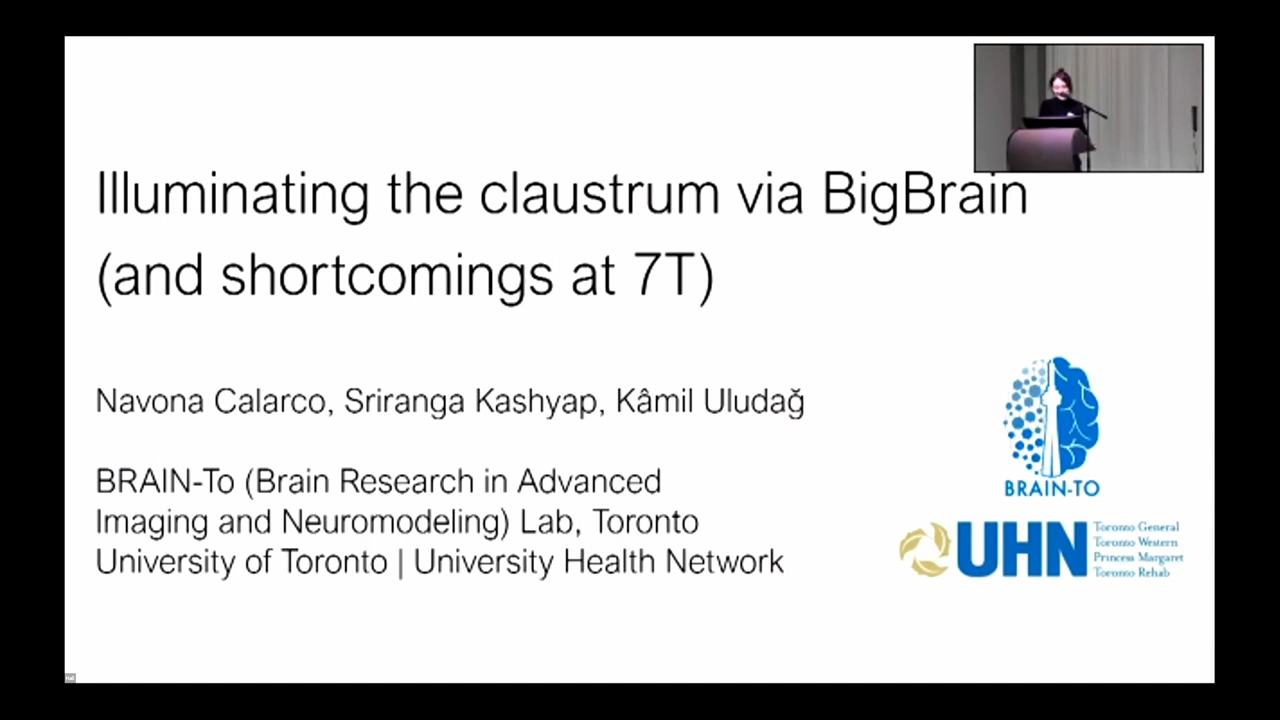 Illuminating the claustrum via BigBrain
(and shortcomings at 7T)
Navona Calarco, Sriranga Kashyap, Kâmil Uludağ
BRAIN-To (Brain Research in Advanced
Imaging and Neuromodeling) Lab, Toronto
University of Toronto | University Health Network
BRAIN-TO
UHN
Toronto General
Toronto Western
Princess Margaret
Toronto Rehab